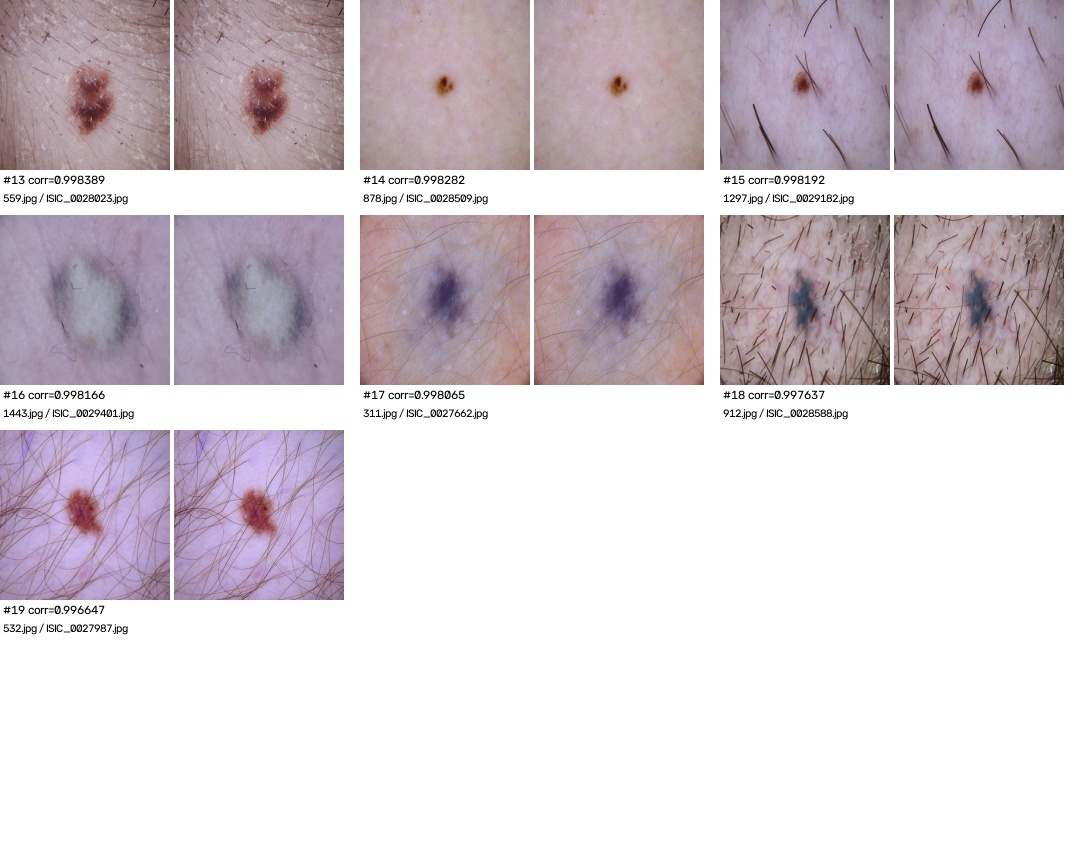 #13 corr=0.998389
559.jpg / ISIC_0028023.jpg
#14 corr=0.998282
878.jpg / ISIC_0028509.jpg
#15 corr=0.998192
1297.jpg / ISIC_0029182.jpg
#16 corr=0.998166
1443.jpg / ISIC_0029401.jpg
#17 corr=0.998065
311.jpg / ISIC_0027662.jpg
#18 corr=0.997637
912.jpg / ISIC_0028588.jpg
#19 corr=0.996647
532.jpg / ISIC_0027987.jpg